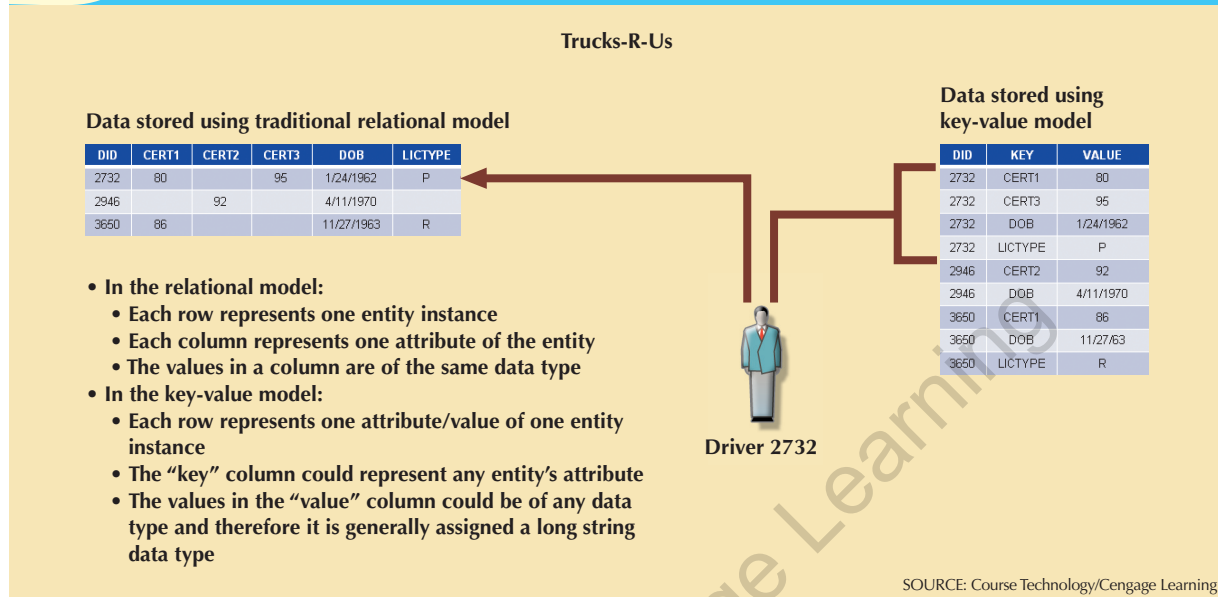 Trucks-R-Us
Data stored using traditional relational model
DID CERT1 CERT2 CERT3 DOB LICTYPE
2732 80 95 1/24/1962 P
2946 92 4/11/1970
3650 86 11/27/1963 R
• In the relational model:
• Each row represents one entity instance
• Each column represents one attribute of the entity
• The values in a column are of the same data type
• In the key-value model:
• Each row represents one attribute/value of one entity
instance
• The “key” column could represent any entity’s attribute
• The values in the “value” column could be of any data
type and therefore it is generally assigned a long string
data type
Driver 2732
Data stored using
key-value model
DID KEY VALUE
2732 CERT1 80
2732 CERT3 95
2732 DOB 1/24/1962
2732 LICTYPE P
2946 CERT2 92
2946 DOB 4/11/1970
3650 CERT1 86
3650 DOB 11/27/63
3650 LICTYPE R
Learning
SOURCE: Course Technology/Cengage Learning